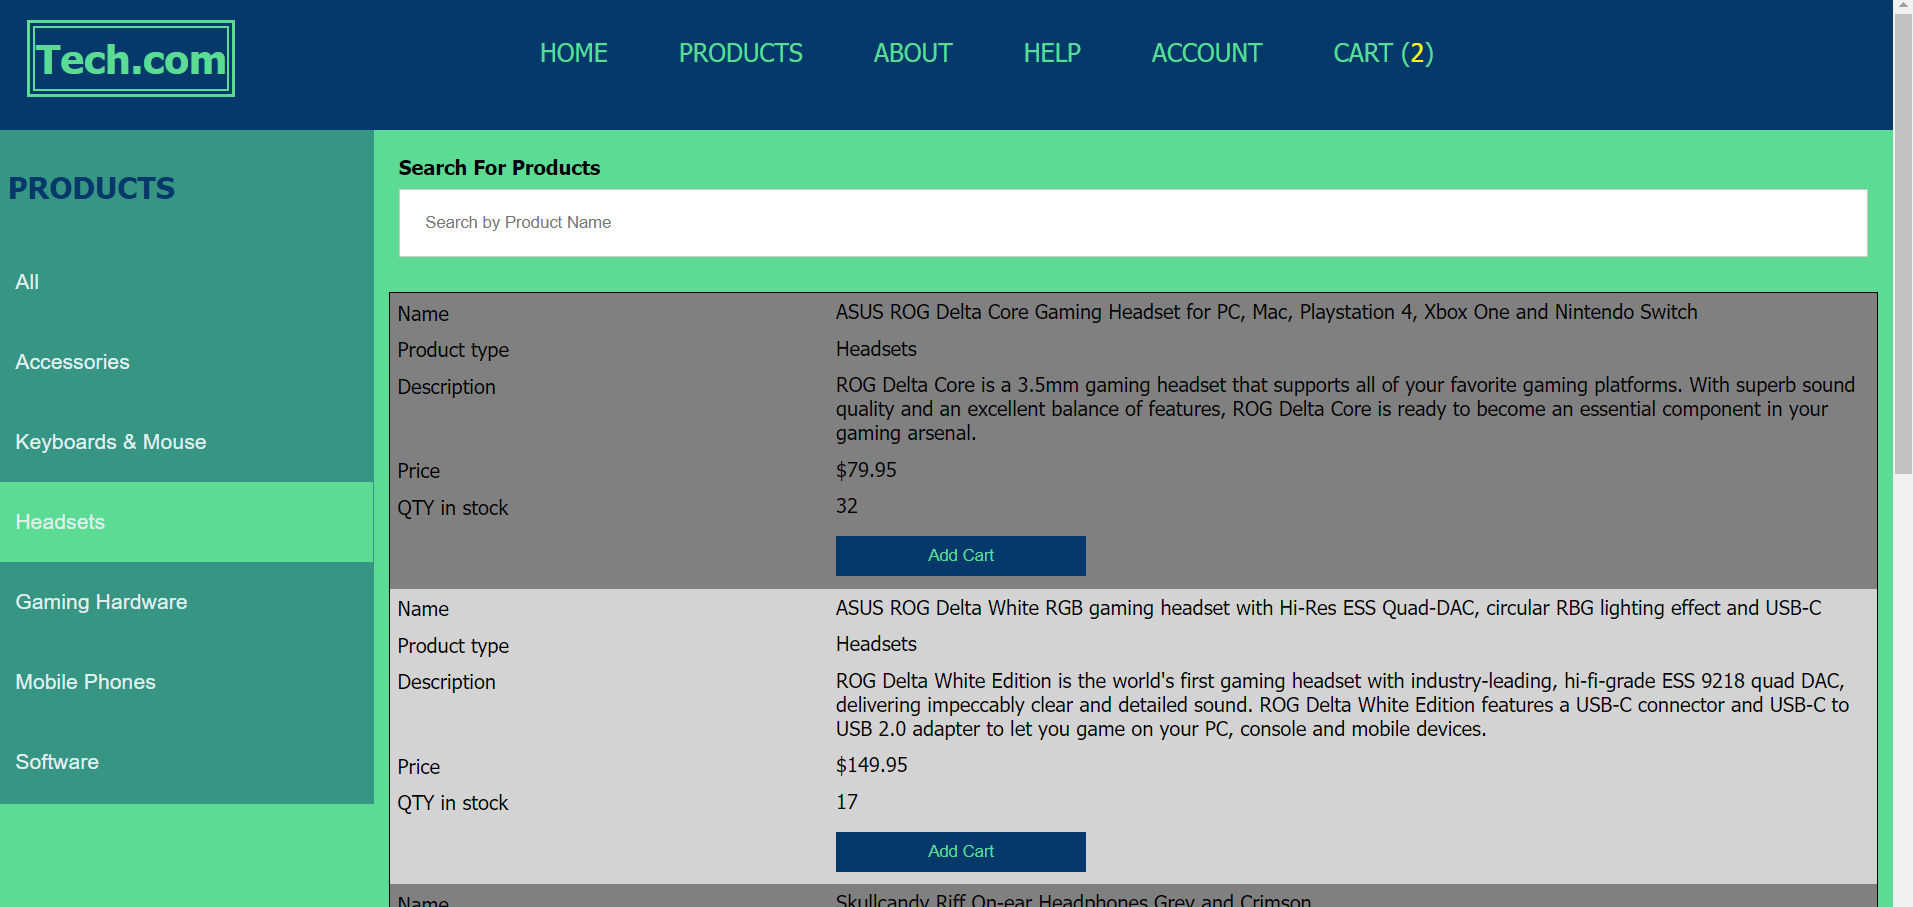 Tech.com
HOME PRODUCTS ABOUT HELP ACCOUNT CART (2)
PRODUCTS
All
Accessories
Keyboards & Mouse
Headsets
Gaming Hardware
Mobile Phones
Software
Search For Products
Search by Product Name
Name ASUS ROG Delta Core Gaming Headset for PC, Mac, Playstation 4, Xbox One and Nintendo Switch
Product type Headsets
Description ROG Delta Core is a 3.5mm gaming headset that supports all of your favorite gaming platforms. With superb sound
quality and an excellent balance of features, ROG Delta Core is ready to become an essential component in your
gaming arsenal.
Price $79.95
QTY in stock 32
Add Cart
Name ASUS ROG Delta White RGB gaming headset with Hi-Res ESS Quad-DAC, circular RBG lighting effect and USB-C
Product type Headsets
Description ROG Delta White Edition is the world's first gaming headset with industry-leading, hi-fi-grade ESS 9218 quad DAC,
delivering impeccably clear and detailed sound. ROG Delta White Edition features a USB-C connector and USB-C to
USB 2.0 adapter to let you game on your PC, console and mobile devices.
Price $149.95
QTY in stock 17
Add Cart
Name Skullcandy Riff On-ear Headphones Grey and Crimson